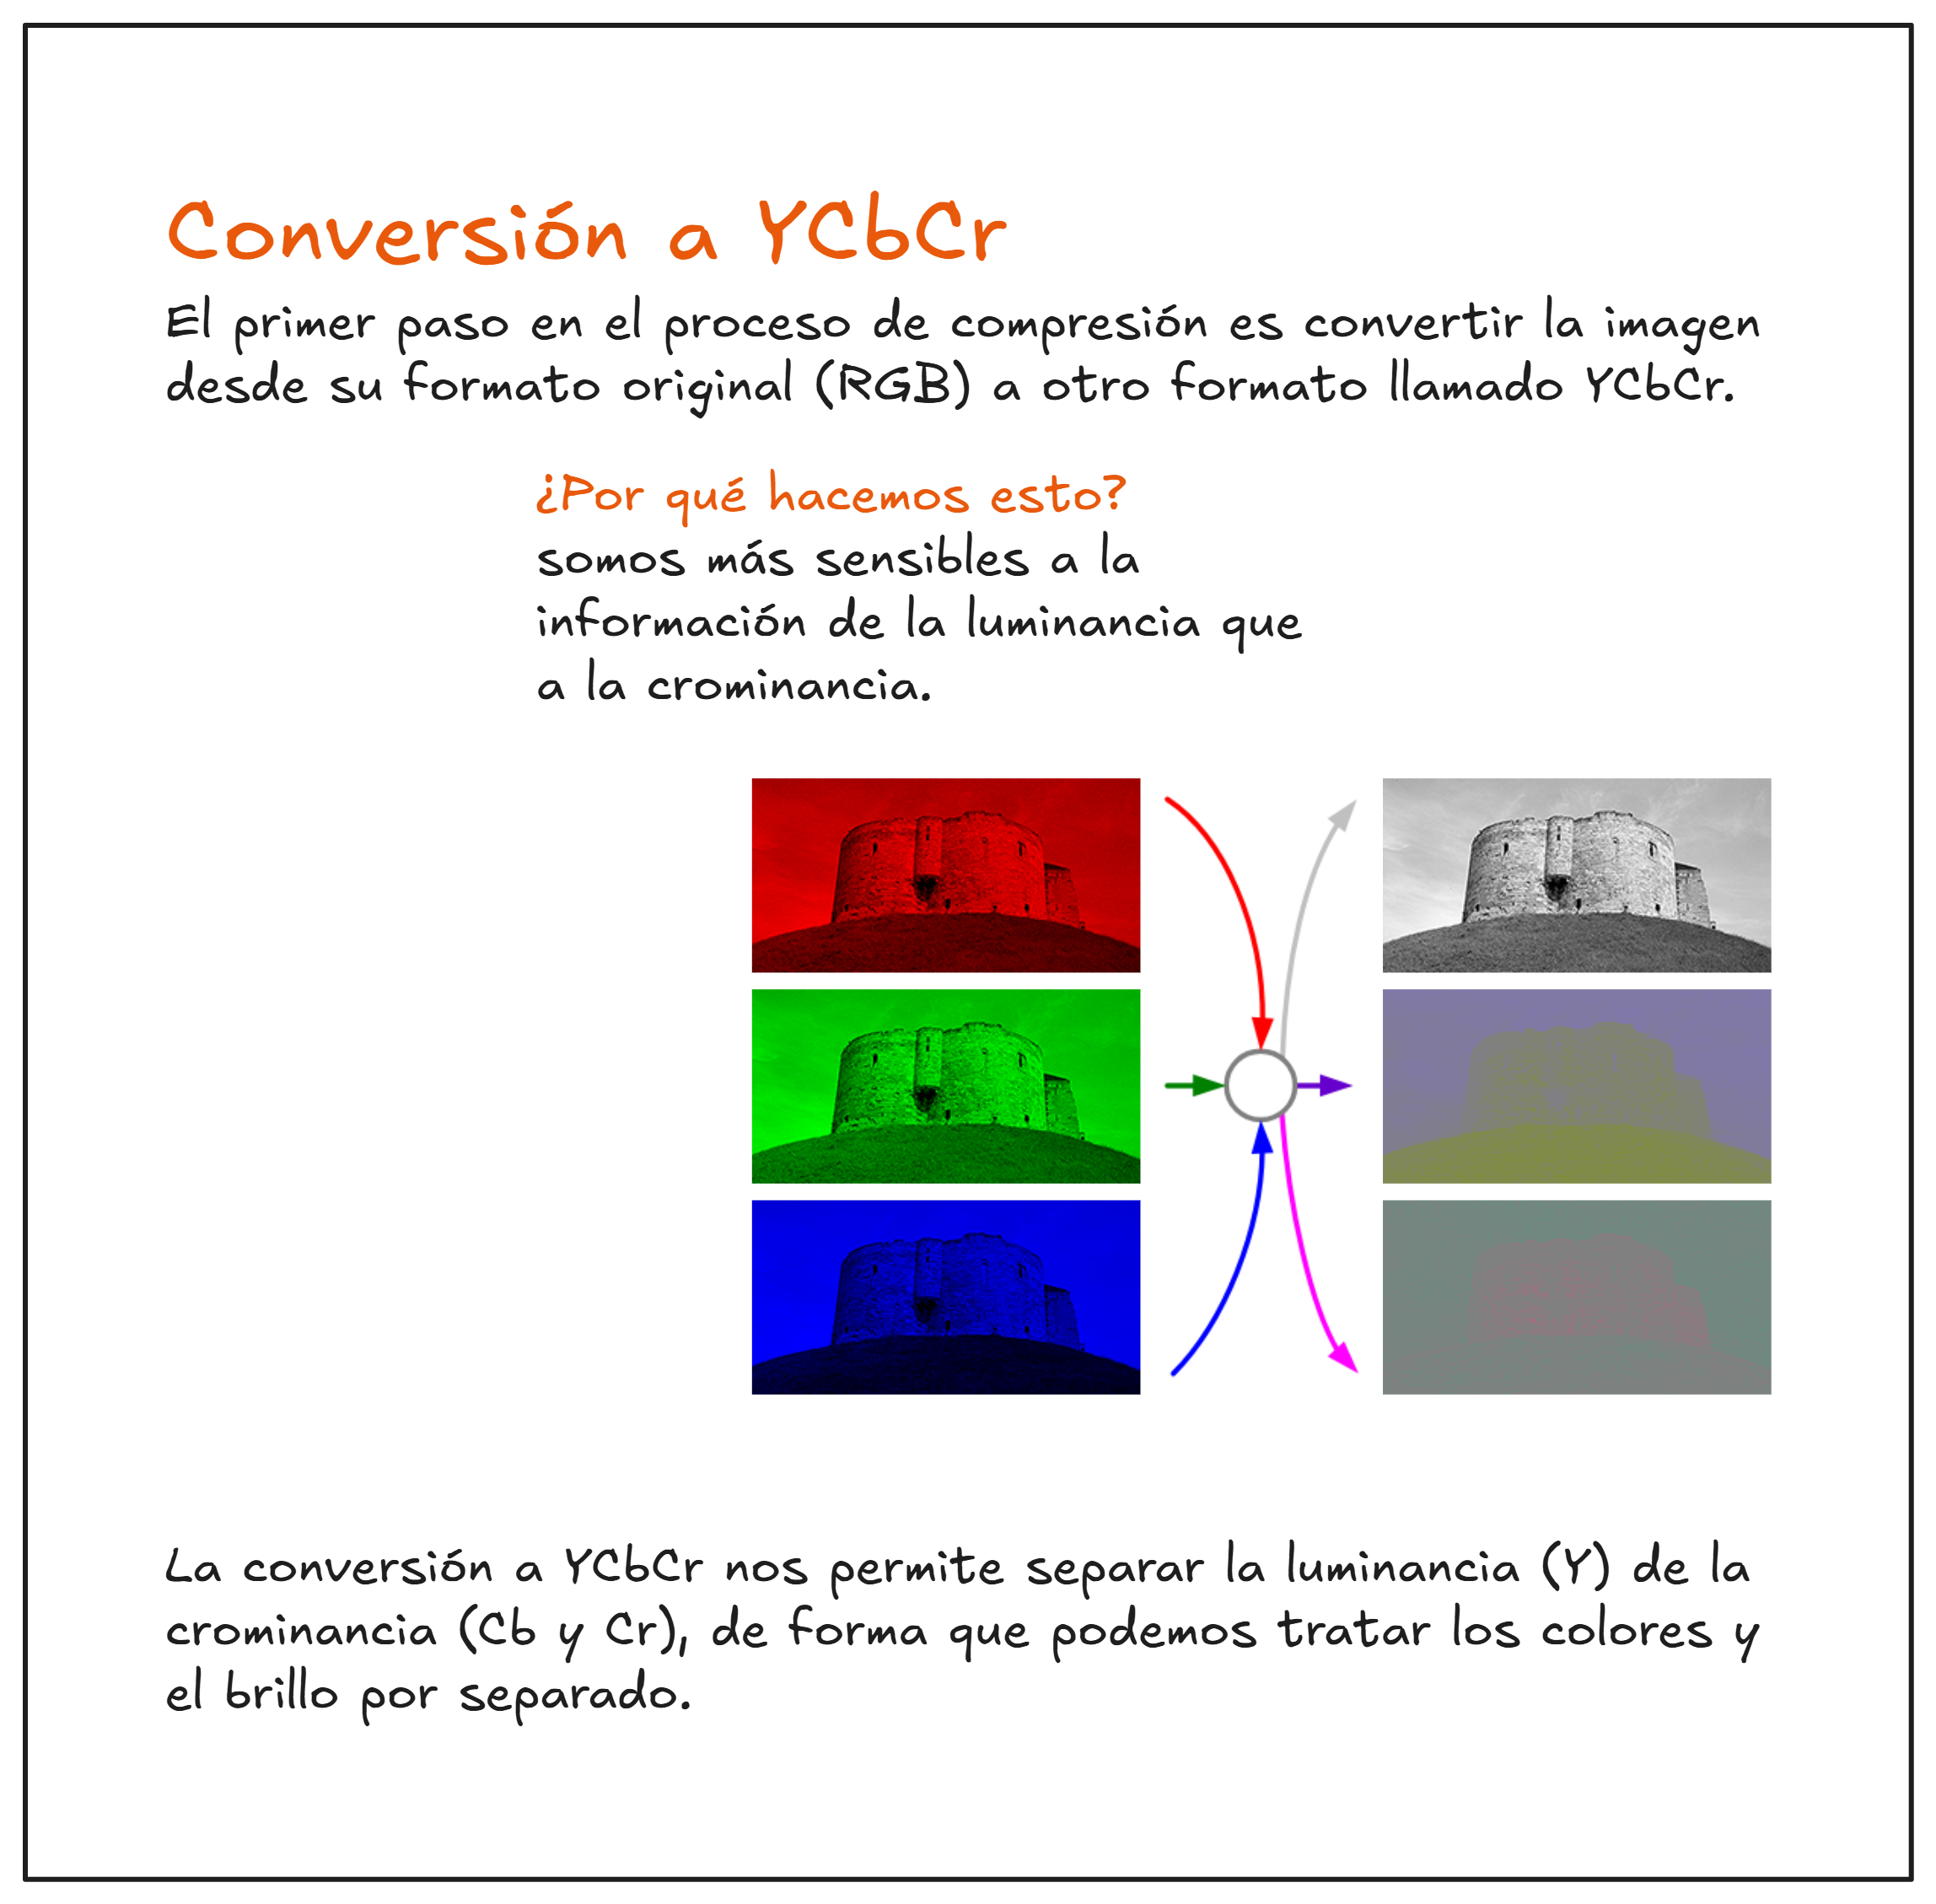 Conversión a YCbCr
El primer paso en el proceso de compresión es convertir la imagen
desde su formato original (RGB) a otro formato llamado YCbCr.
¿Por qué hacemos esto?
somos más sensibles a la
información de la luminancia que
a la crominancia.
La conversión a YCbCr nos permite separar la luminancia (Y) de la
crominancia (Cb y Cr), de forma que podemos tratar los colores y
el brillo por separado.